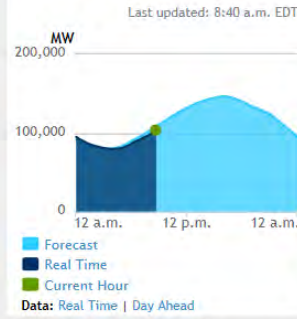 Last updated: 8:40 a.m. EDT
MW
200,000
100,000
0
12 a.m. 12 p.m. 12 a.m.
Forecast
Real Time
Current Hour
Data: Real Time | Day Ahead